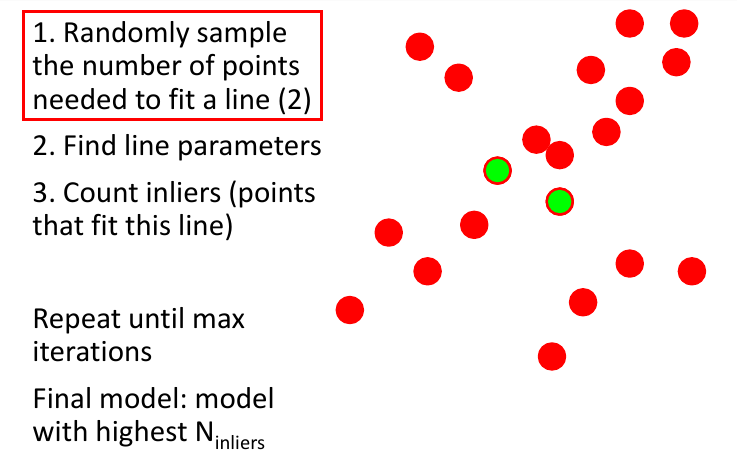 1. Randomly sample
the number of points
needed to fit a line (2)
2. Find line parameters
3. Count inliers (points
that fit this line)
Repeat until max
iterations
Final model: model
with highest Ninliers